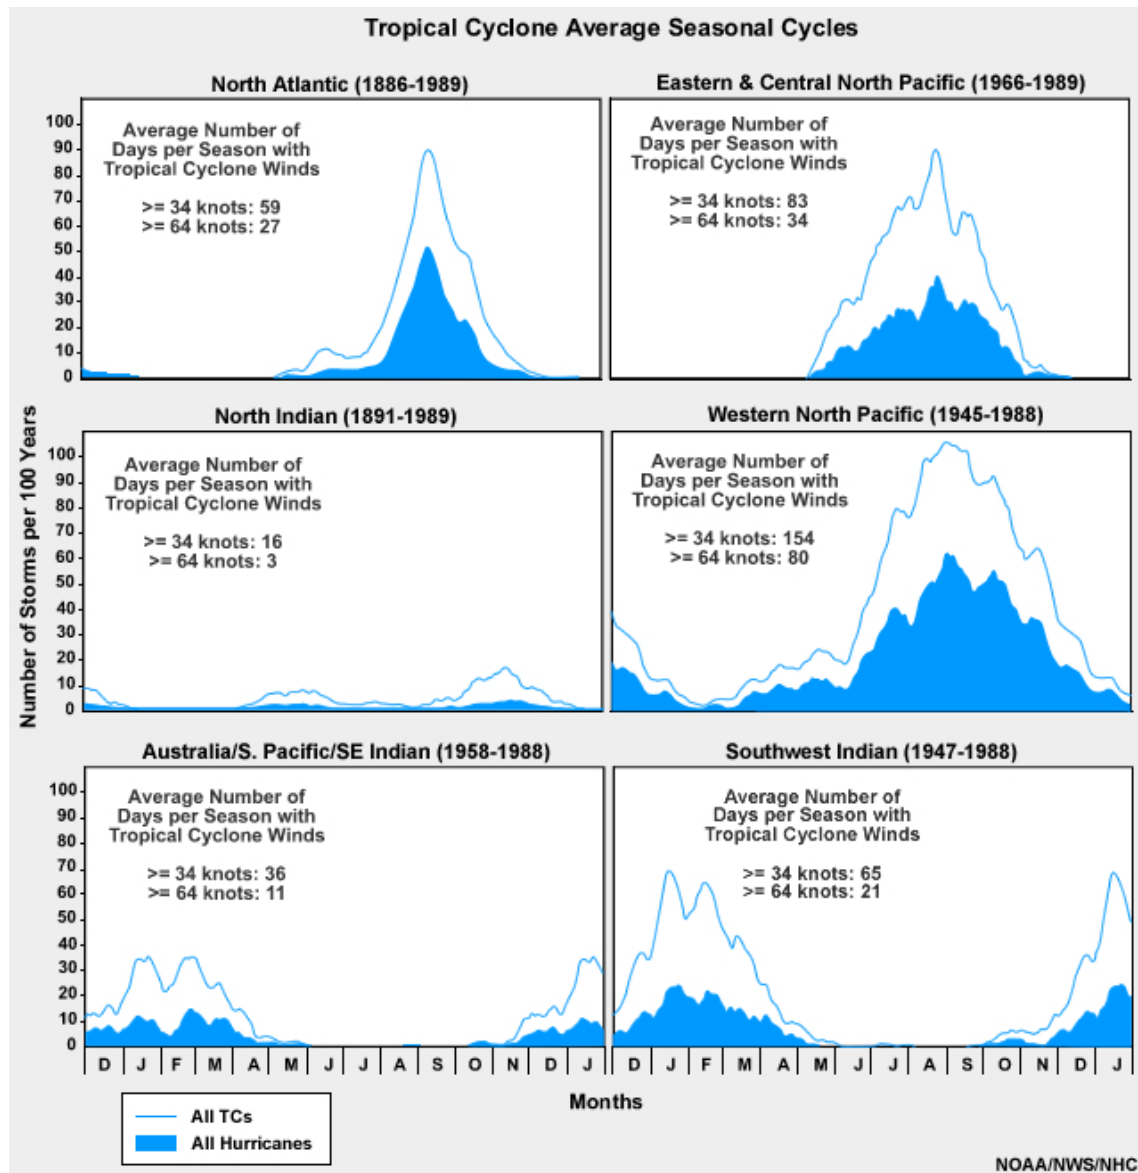 Tropical Cyclone Average Seasonal Cycles
North Atlantic (1886-1989)
100
90
80
70
60
50
40
30
20
10
0
Average Number of
Days per Season with
Tropical Cyclone Winds
>= 34 knots: 59
>= 64 knots: 27
Eastern & Central North Pacific (1966-1989)
Average Number of
Days per Season with
Tropical Cyclone Winds
>= 34 knots: 83
>= 64 knots: 34
Number of Storms per 100 Years
North Indian (1891-1989)
100
90
80
70
60
50
40
30
20
10
0
Average Number of
Days per Season with
Tropical Cyclone Winds
>= 34 knots: 16
>= 64 knots: 3
Western North Pacific (1945-1988)
Average Number of
Days per Season with
Tropical Cyclone Winds
>= 34 knots: 154
>= 64 knots: 80
Australia/S. Pacific/SE Indian (1958-1988)
100
90
80
70
60
50
40
30
20
10
0
Average Number of
Days per Season with
Tropical Cyclone Winds
>= 34 knots: 36
>= 64 knots: 11
D J F M A M J J A S O N D J
Southwest Indian (1947-1988)
Average Number of
Days per Season with
Tropical Cyclone Winds
>= 34 knots: 65
>= 64 knots: 21
D J F M A M J J A S O N D J
Months
All TCs
All Hurricanes
NOAA/NWS/NHC